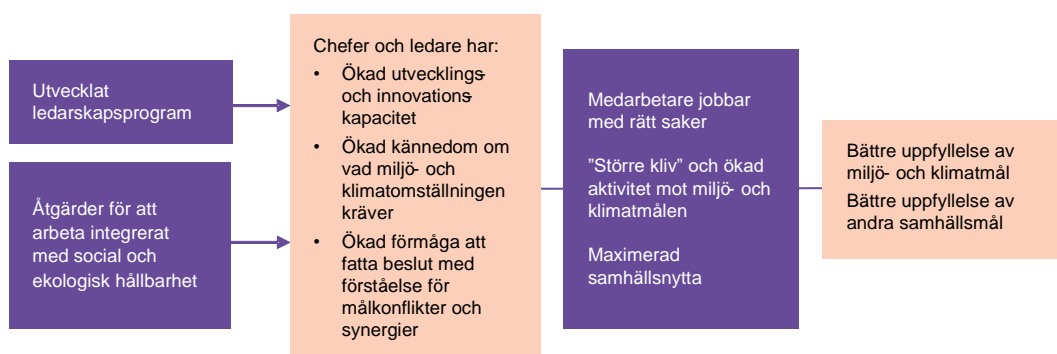 Utvecklat
ledarskapsprogram
Åtgärder för att
arbeta integrerat
med social och
ekologisk hållbarhet
Chefer och ledare har:
• Ökad utvecklings-
och innovations-
kapacitet
• Ökad kännedom om
vad miljö- och
klimatomställningen
kräver
• Ökad förmåga att
fatta beslut med
förståelse för
målkonflikter och
synergier
Medarbetare jobbar
med rätt saker
”Större kliv” och ökad
aktivitet mot miljö- och
klimatmålen
Maximerad
samhällsnytta
Bättre uppfyllelse av
miljö- och klimatmål
Bättre uppfyllelse av
andra samhällsmål